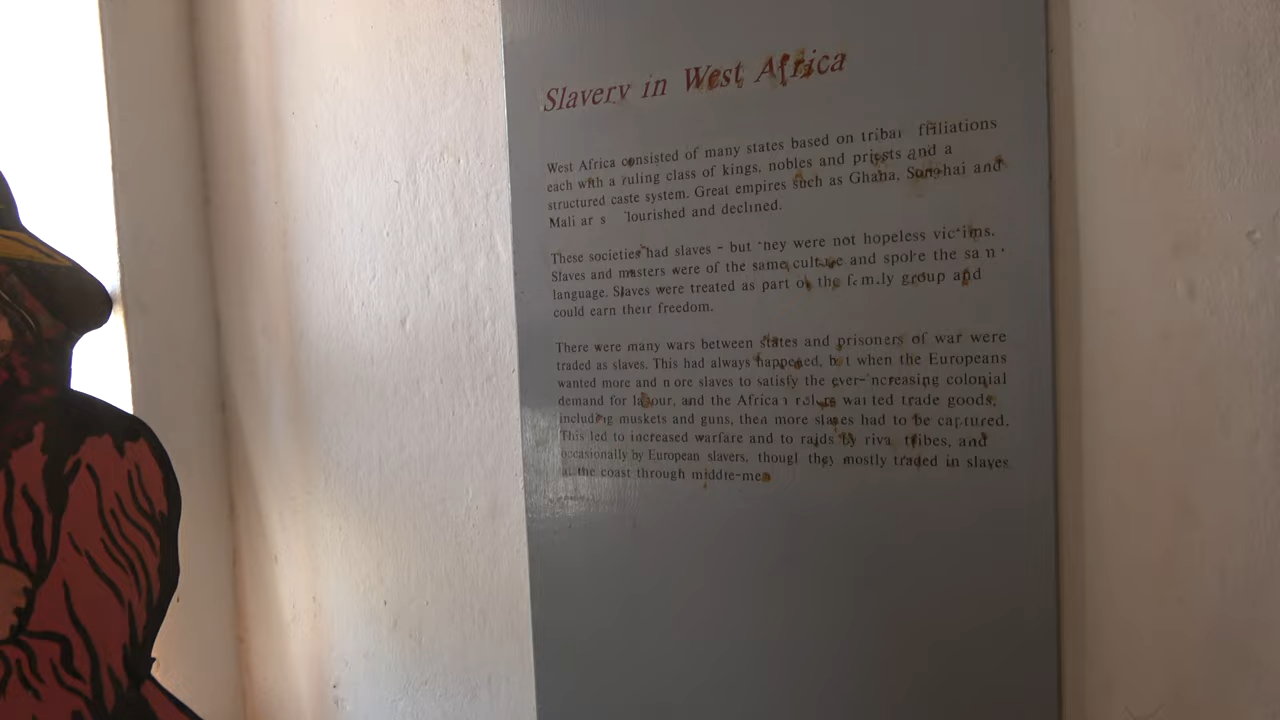 Slavery in West Africa
West Africa consisted of many states based on tribal affiliations
each with a ruling class of kings, nobles and priests and a
structured caste system. Great empires such as Ghana, Songhai and
Mali flourished and declined.
These societies had slaves - but they were not hopeless victims.
Slaves and masters were of the same culture and spoke the same
language. Slaves were treated as part of the family group and
could earn their freedom.
There were many wars between states and prisoners of war were
traded as slaves. This had always happened, but when the Europeans
wanted more and more slaves to satisfy the ever-increasing colonial
demand for labour, and the African rulers wanted trade goods,
including muskets and guns, then more slaves had to be captured.
This led to increased warfare and to raids by rival tribes, and
occasionally by European slavers, though they mostly traded in slaves
at the coast through middle-men